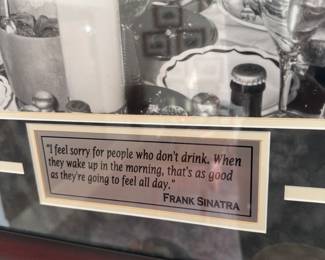 "I feel sorry for people who don't drink. When
they wake up in the morning, that's as good
as they're going to feel all day."
FRANK SINATRA